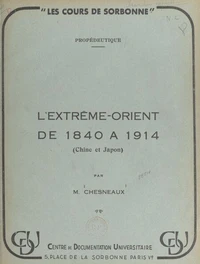 "LES COURS DE SORBONNE"
PROPÉDEUTIQUE
L'EXTRÊME-ORIENT
DE 1840 A 1914
(Chine et Japon)
PAR
M. CHESNEAUX
CDU
CDU
CENTRE DE DOCUMENTATION UNIVERSITAIRE
5, PLACE DE LA SORBONNE PARIS Vᵉ